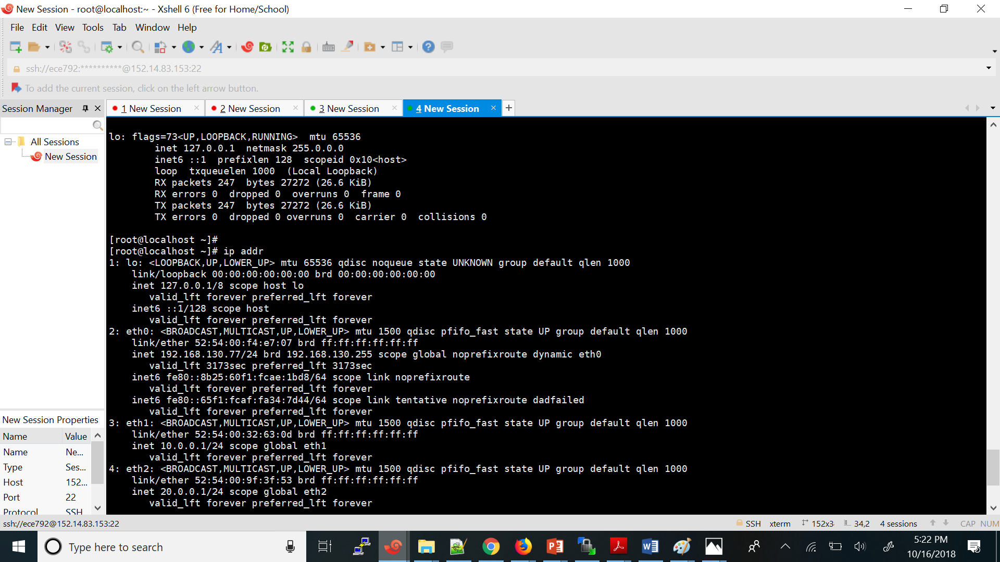 New Session - root@localhost:~ - Xshell 6 (Free for Home/School)
File Edit View Tools Tab Window Help
ssh://ece792:**********@152.14.83.153:22
To add the current session, click on the left arrow button.
Session Manager
1 New Session
2 New Session
3 New Session
4 New Session
All Sessions
New Session
lo: flags=73<UP,LOOPBACK,RUNNING>  mtu 65536
        inet 127.0.0.1  netmask 255.0.0.0
        inet6 ::1  prefixlen 128  scopeid 0x10<host>
        loop  txqueuelen 1000  (Local Loopback)
        RX packets 247  bytes 27272 (26.6 KiB)
        RX errors 0  dropped 0  overruns 0  frame 0
        TX packets 247  bytes 27272 (26.6 KiB)
        TX errors 0  dropped 0 overruns 0  carrier 0  collisions 0
[root@localhost ~]#
[root@localhost ~]# ip addr
1: lo: <LOOPBACK,UP,LOWER_UP> mtu 65536 qdisc noqueue state UNKNOWN group default qlen 1000
    link/loopback 00:00:00:00:00:00 brd 00:00:00:00:00:00
    inet 127.0.0.1/8 scope host lo
       valid_lft forever preferred_lft forever
    inet6 ::1/128 scope host
       valid_lft forever preferred_lft forever
2: eth0: <BROADCAST,MULTICAST,UP,LOWER_UP> mtu 1500 qdisc pfifo_fast state UP group default qlen 1000
    link/ether 52:54:00:f4:e7:07 brd ff:ff:ff:ff:ff:ff
    inet 192.168.130.77/24 brd 192.168.130.255 scope global noprefixroute dynamic eth0
       valid_lft 3173sec preferred_lft 3173sec
    inet6 fe80::8b25:60f1:fcae:1bd8/64 scope link noprefixroute
       valid_lft forever preferred_lft forever
    inet6 fe80::65f1:fcaf:fa34:7d44/64 scope link tentative noprefixroute dadfailed
       valid_lft forever preferred_lft forever
3: eth1: <BROADCAST,MULTICAST,UP,LOWER_UP> mtu 1500 qdisc pfifo_fast state UP group default qlen 1000
    link/ether 52:54:00:32:63:0d brd ff:ff:ff:ff:ff:ff
    inet 10.0.0.1/24 scope global eth1
       valid_lft forever preferred_lft forever
4: eth2: <BROADCAST,MULTICAST,UP,LOWER_UP> mtu 1500 qdisc pfifo_fast state UP group default qlen 1000
    link/ether 52:54:00:9f:3f:53 brd ff:ff:ff:ff:ff:ff
    inet 20.0.0.1/24 scope global eth2
       valid_lft forever preferred_lft forever
New Session Properties
Name Value
Name Ne...
Type Ses...
Host 152...
Port 22
Protocol SSH
ssh://ece792@152.14.83.153:22
SSH xterm 152x3 34,2 4 sessions CAP NUM
Type here to search
5:22 PM
10/16/2018